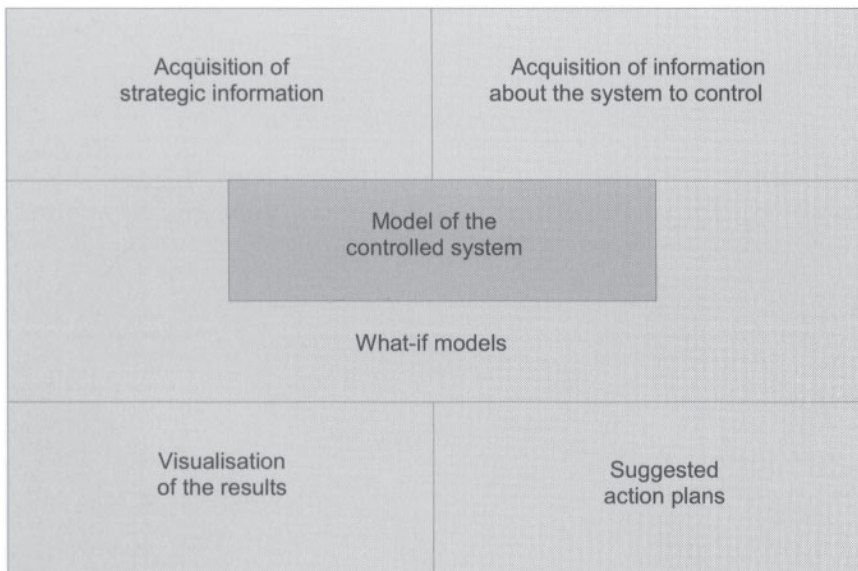 Acquisition of
strategic information
Acquisition of information
about the system to control
Model of the
controlled system
What-if models
Visualisation
of the results
Suggested
action plans